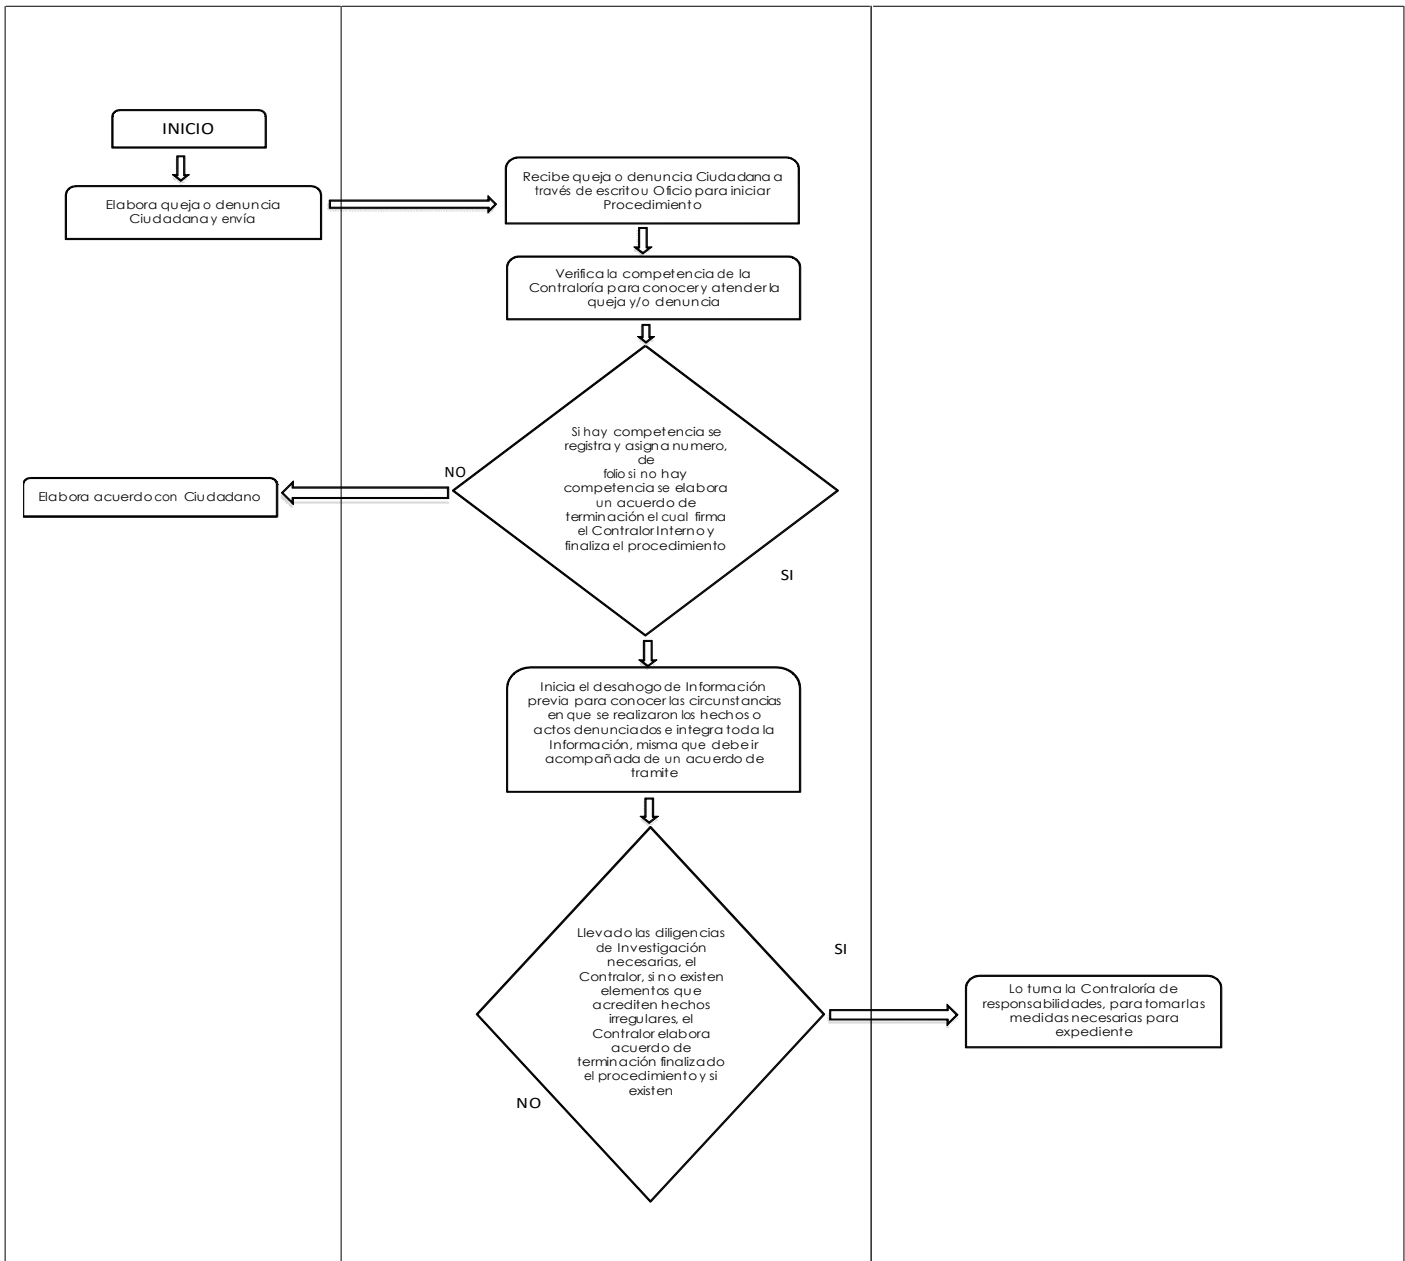 INICIO
Elabora queja o denuncia
Ciudadana y envía
Recibe queja o denuncia Ciudadana a
través de escrito u Oficio para iniciar
Procedimiento
Verifica la competencia de la
Contraloría para conocer y atender la
queja y/o denuncia
Si hay competencia se
registra y asigna numero,
de
folio si no hay
competencia se elabora
un acuerdo de
terminación el cual firma
el Contralor Interno y
finaliza el procedimiento
NO
Elabora acuerdo con Ciudadano
SI
Inicia el desahogo de Información
previa para conocer las circunstancias
en que se realizaron los hechos o
actos denunciados e integra toda la
Información, misma que debe ir
acompañada de un acuerdo de
tramite
Llevado las diligencias
de Investigación
necesarias, el
Contralor, si no existen
elementos que
acrediten hechos
irregulares, el
Contralor elabora
acuerdo de
terminación finalizado
el procedimiento y si
existen
SI
NO
Lo turna la Contraloría de
responsabilidades, para tomar las
medidas necesarias para
expediente